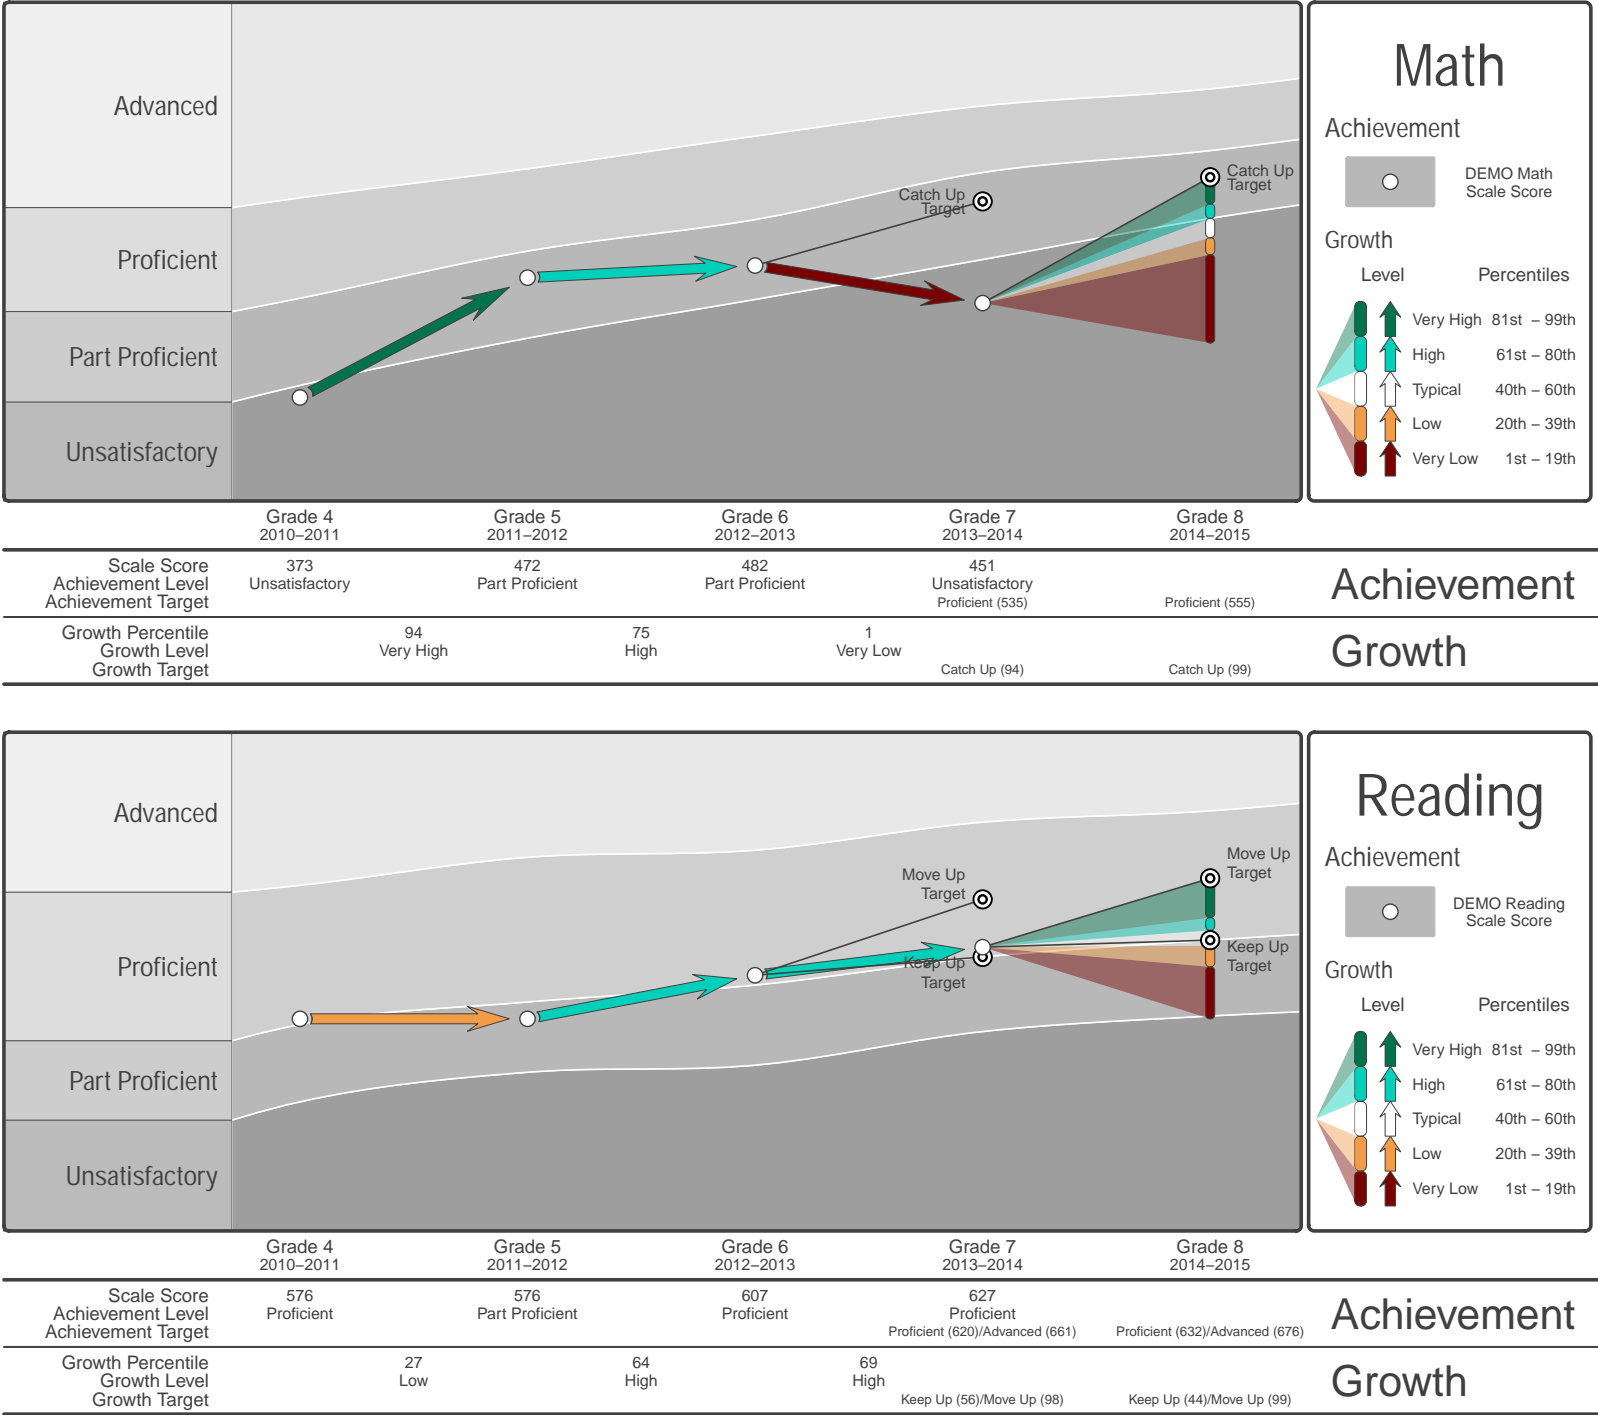 Advanced
Proficient
Part Proficient
Unsatisfactory
Catch Up
Target
Catch Up
Target
Math
Achievement
DEMO Math
Scale Score
Growth
Level Percentiles
Very High 81st – 99th
High 61st – 80th
Typical 40th – 60th
Low 20th – 39th
Very Low 1st – 19th
Grade 4 Grade 5 Grade 6 Grade 7 Grade 8
2010–2011 2011–2012 2012–2013 2013–2014 2014–2015
Scale Score 373 472 482 451
Achievement Level Unsatisfactory Part Proficient Part Proficient Unsatisfactory
Achievement Target Proficient (535) Proficient (555)
Achievement
Growth Percentile 94 75 1
Growth Level Very High High Very Low
Growth Target Catch Up (94) Catch Up (99)
Growth
Advanced
Proficient
Part Proficient
Unsatisfactory
Move Up
Target
Keep Up
Target
Move Up
Target
Keep Up
Target
Reading
Achievement
DEMO Reading
Scale Score
Growth
Level Percentiles
Very High 81st – 99th
High 61st – 80th
Typical 40th – 60th
Low 20th – 39th
Very Low 1st – 19th
Grade 4 Grade 5 Grade 6 Grade 7 Grade 8
2010–2011 2011–2012 2012–2013 2013–2014 2014–2015
Scale Score 576 576 607 627
Achievement Level Proficient Part Proficient Proficient Proficient
Achievement Target Proficient (620)/Advanced (661) Proficient (632)/Advanced (676)
Achievement
Growth Percentile 27 64 69
Growth Level Low High High
Growth Target Keep Up (56)/Move Up (98) Keep Up (44)/Move Up (99)
Growth